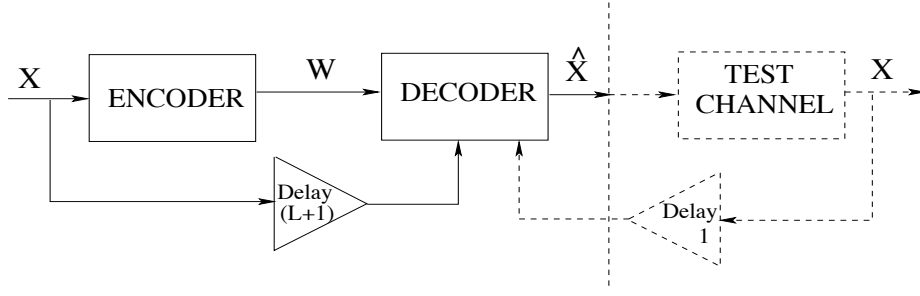 X
ENCODER
W
DECODER
X̂
TEST
CHANNEL
X
Delay
(L+1)
Delay
1